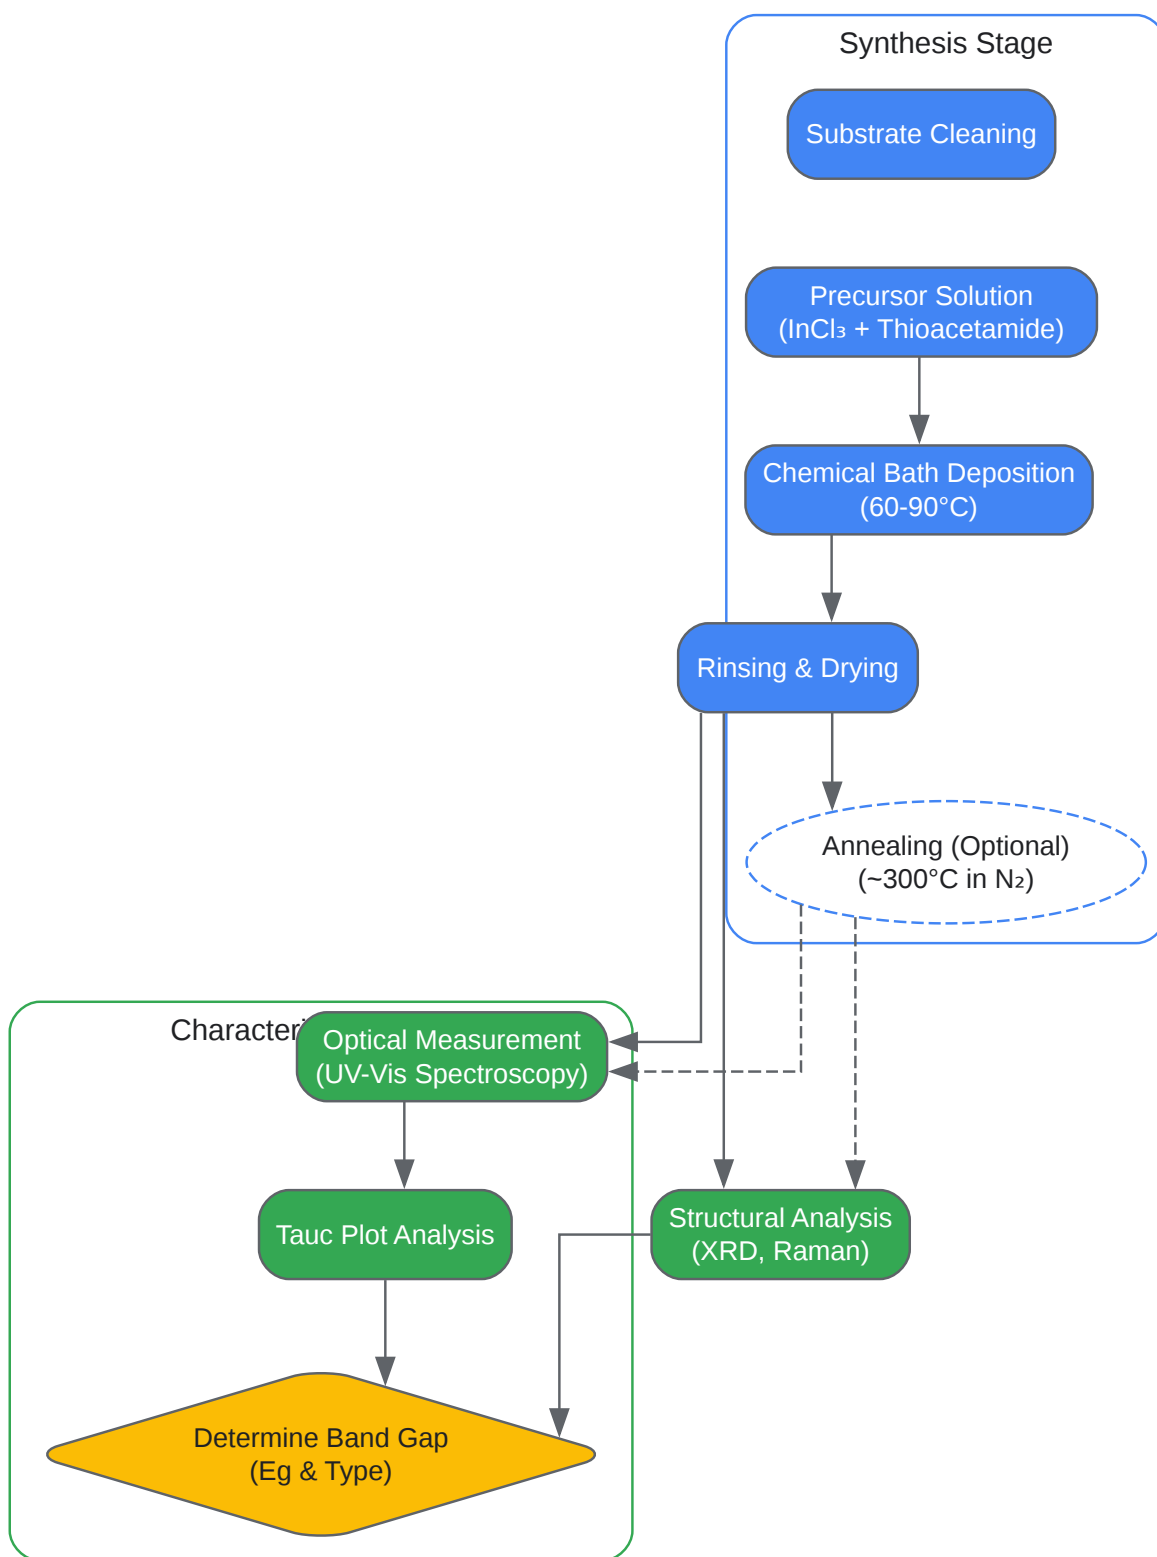 Synthesis Stage
Substrate Cleaning
Precursor Solution
(InCl₃ + Thioacetamide)
Chemical Bath Deposition
(60-90°C)
Rinsing & Drying
Annealing (Optional)
(~300°C in N₂)
Characteri
Optical Measurement
(UV-Vis Spectroscopy)
Tauc Plot Analysis
Structural Analysis
(XRD, Raman)
Determine Band Gap
(Eg & Type)